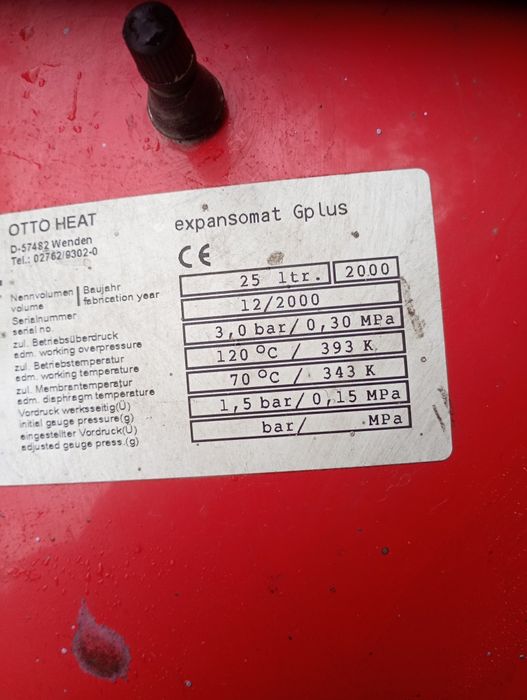 OTTO HEAT
D-57482 Wenden
Tel.: 02762/9302-0
expansomat Gplus
CE
Nennvolumen | Baujahr
volume | fabrication year
25 ltr. 2000
Serialnummer
serial no.
12/2000
zul. Betriebsüberdruck
adm. working overpressure
3,0 bar/ 0,30 MPa
zul. Betriebstemperatur
adm. working temperature
120 °C / 393 K
zul. Membrantemperatur
adm. diaphragm temperature
70 °C / 343 K
Vordruck werksseitig(Ü)
initial gauge pressure(g)
1,5 bar/ 0,15 MPa
eingestellter Vordruck(Ü)
adjusted gauge press.(g)
bar/ MPa